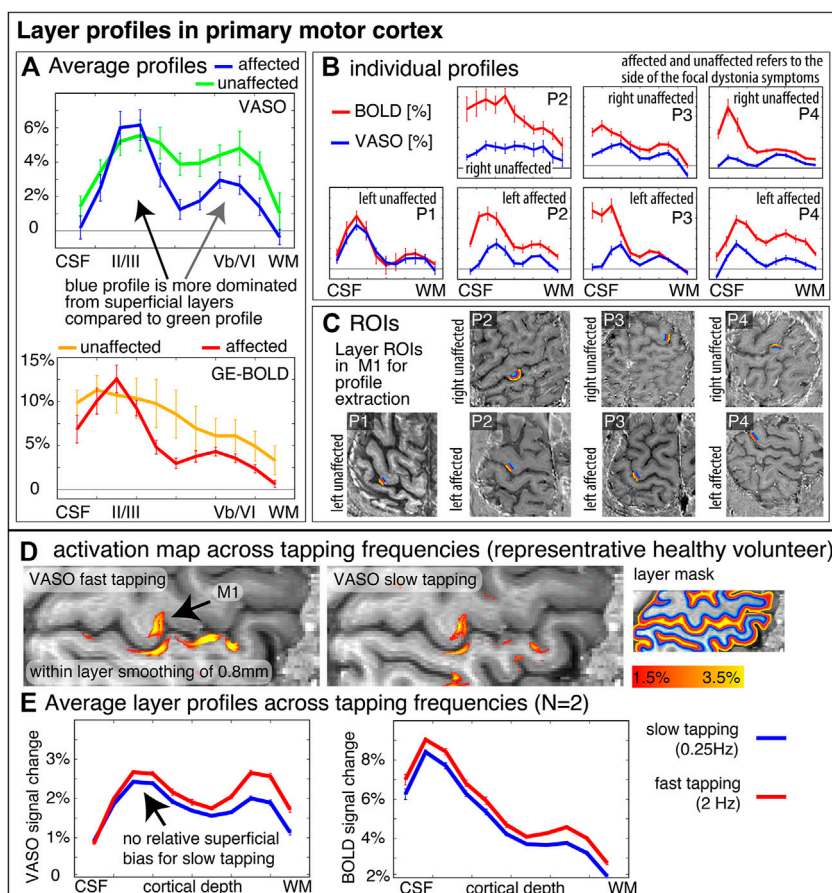 Layer profiles in primary motor cortex
A Average profiles
affected
unaffected
VASO
6%
4%
2%
0
CSF II/III Vb/VI WM
blue profile is more dominated
from superficial layers
compared to green profile
unaffected affected
GE-BOLD
15%
10%
5%
0
CSF II/III Vb/VI WM
B individual profiles
affected and unaffected refers to the
side of the focal dystonia symptoms
BOLD [%]
VASO [%]
P2
right unaffected
right unaffected
P3
right unaffected
P4
left unaffected
P1
left affected
P2
left affected
P3
left affected
P4
CSF WM
CSF WM
C ROIs
Layer ROIs
in M1 for
profile
extraction
right unaffected
P2
right unaffected
P3
right unaffected
P4
left unaffected
P1
left affected
P2
left affected
P3
left affected
P4
D activation map across tapping frequencies (representative healthy volunteer)
VASO fast tapping
M1
within layer smoothing of 0.8mm
VASO slow tapping
layer mask
1.5% 3.5%
E Average layer profiles across tapping frequencies (N=2)
VASO signal change
3%
2%
1%
0
no relative superficial
bias for slow tapping
CSF cortical depth WM
BOLD signal change
8%
6%
4%
2%
CSF cortical depth WM
slow tapping
(0.25Hz)
fast tapping
(2 Hz)